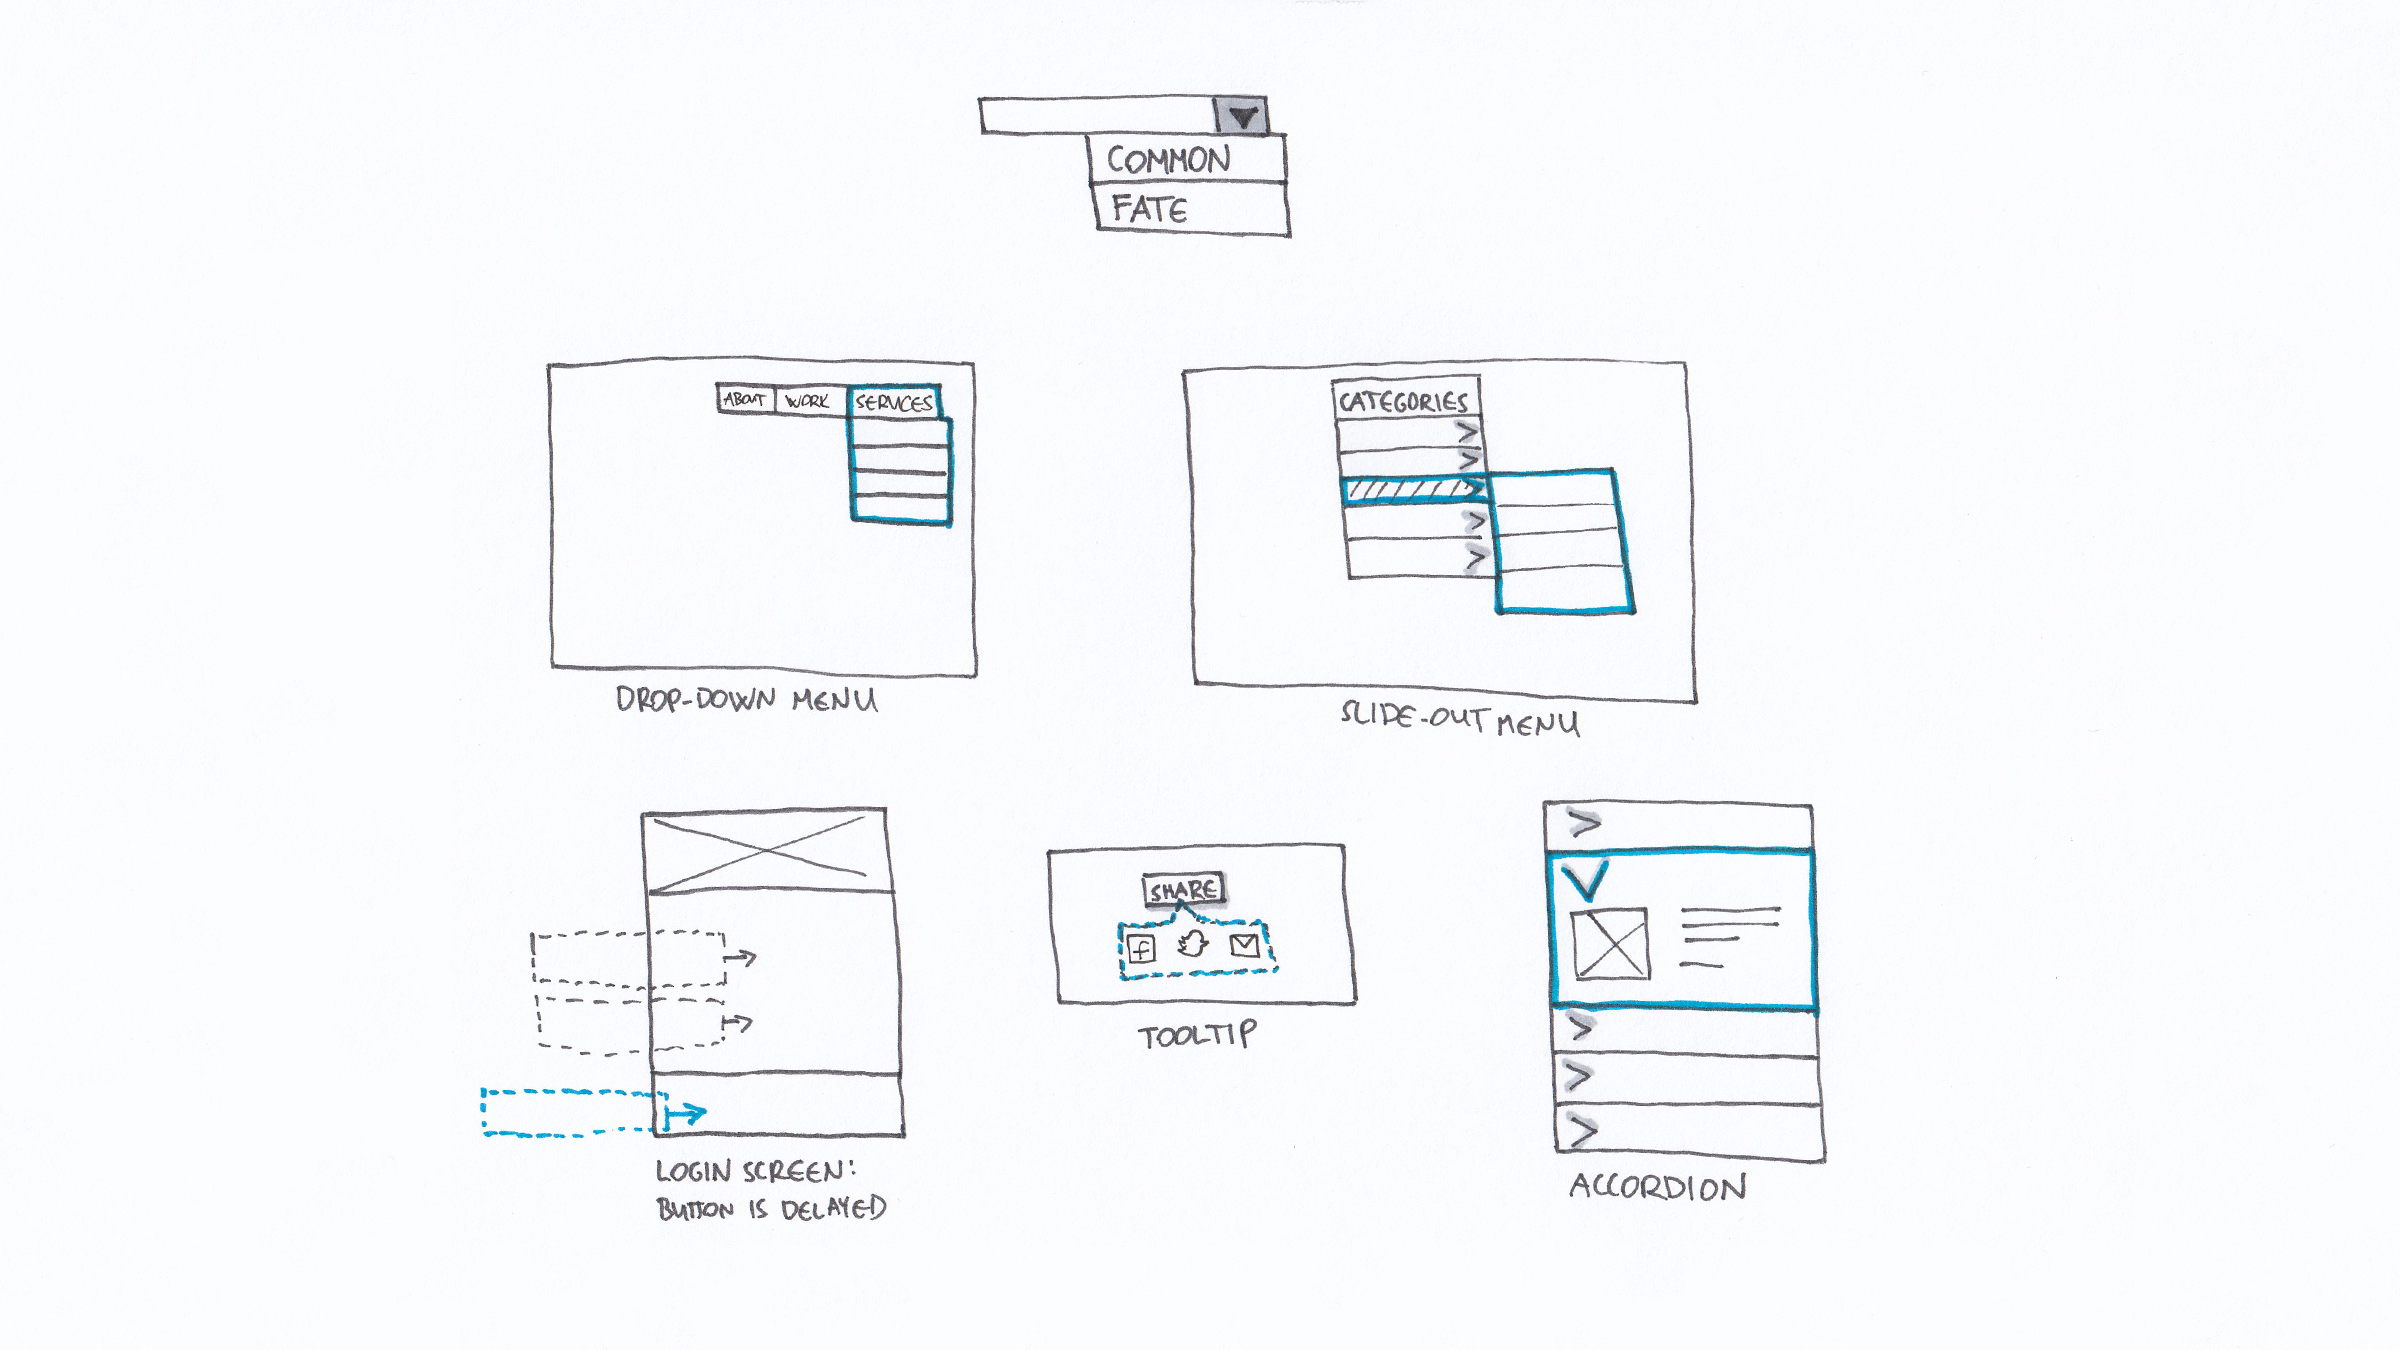 COMMON
FATE
ABOUT WORK SERVICES
CATEGORIES
DROP-DOWN MENU
SLIDE-OUT MENU
SHARE
f
TOOLTIP
LOGIN SCREEN:
BUTTON IS DELAYED
ACCORDION